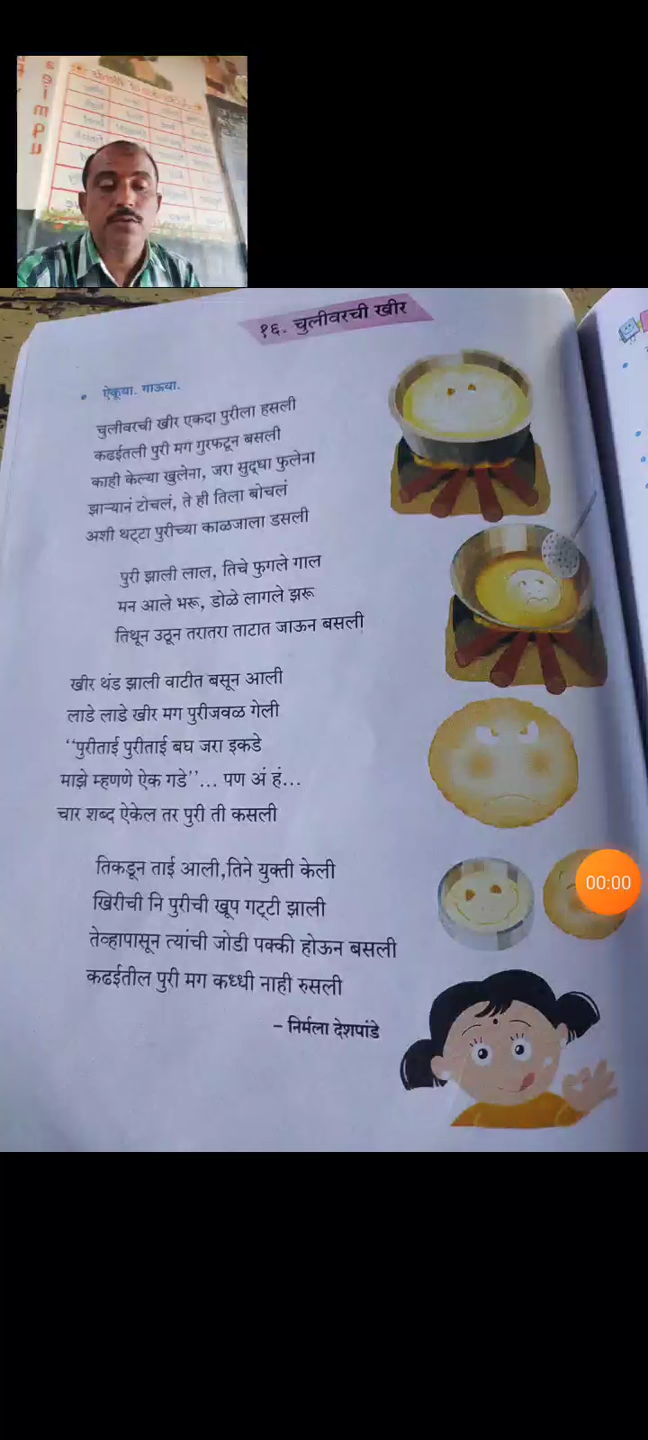 १६. चुलीवरची खीर
• ऐकूया. गाऊया.
चुलीवरची खीर एकदा पुरीला हसली
कढईतली पुरी मग गुरफटून बसली
काही केल्या खुलेना, जरा सुद्धा फुलेना
झाऱ्यानं टोचलं, ते ही तिला बोचलं
अशी थट्टा पुरीच्या काळजाला डसली
पुरी झाली लाल, तिचे फुगले गाल
मन आले भरू, डोळे लागले झरू
तिथून उठून तरातरा ताटात जाऊन बसली
खीर थंड झाली वाटीत बसून आली
लाडे लाडे खीर मग पुरीजवळ गेली
“पुरीताई पुरीताई बघ जरा इकडे
माझे म्हणणे ऐक गडे”... पण अं हं...
चार शब्द ऐकेल तर पुरी ती कसली
तिकडून ताई आली,तिने युक्ती केली
खिरीची नि पुरीची खूप गट्टी झाली
तेव्हापासून त्यांची जोडी पक्की होऊन बसली
कढईतील पुरी मग कध्धी नाही रुसली
– निर्मला देशपांडे
00:00